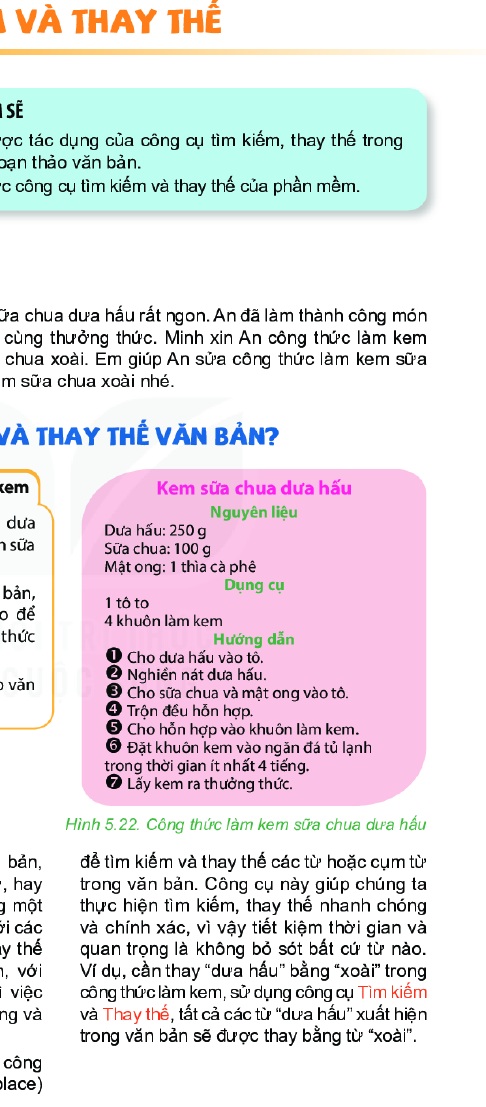 VÀ THAY THẾ
SẼ
ợc tác dụng của công cụ tìm kiếm, thay thế trong
oạn thảo văn bản.
c công cụ tìm kiếm và thay thế của phần mềm.
ữa chua dưa hấu rất ngon. An đã làm thành công món
cùng thưởng thức. Minh xin An công thức làm kem
chua xoài. Em giúp An sửa công thức làm kem sữa
m sữa chua xoài nhé.
VÀ THAY THẾ VĂN BẢN?
kem
dưa
sữa
bản,
o để
thức
văn
Kem sữa chua dưa hấu
Nguyên liệu
Dưa hấu: 250 g
Sữa chua: 100 g
Mật ong: 1 thìa cà phê
Dụng cụ
1 tô to
4 khuôn làm kem
Hướng dẫn
❶ Cho dưa hấu vào tô.
❷ Nghiền nát dưa hấu.
❸ Cho sữa chua và mật ong vào tô.
❹ Trộn đều hỗn hợp.
❺ Cho hỗn hợp vào khuôn làm kem.
❻ Đặt khuôn kem vào ngăn đá tủ lạnh
trong thời gian ít nhất 4 tiếng.
❼ Lấy kem ra thưởng thức.
Hình 5.22. Công thức làm kem sữa chua dưa hấu
bản,
, hay
g một
ới các
y thế
, với
việc
ng và
công
place)
để tìm kiếm và thay thế các từ hoặc cụm từ
trong văn bản. Công cụ này giúp chúng ta
thực hiện tìm kiếm, thay thế nhanh chóng
và chính xác, vì vậy tiết kiệm thời gian và
quan trọng là không bỏ sót bất cứ từ nào.
Ví dụ, cần thay “dưa hấu” bằng “xoài” trong
công thức làm kem, sử dụng công cụ Tìm kiếm
và Thay thế, tất cả các từ “dưa hấu” xuất hiện
trong văn bản sẽ được thay bằng từ “xoài”.